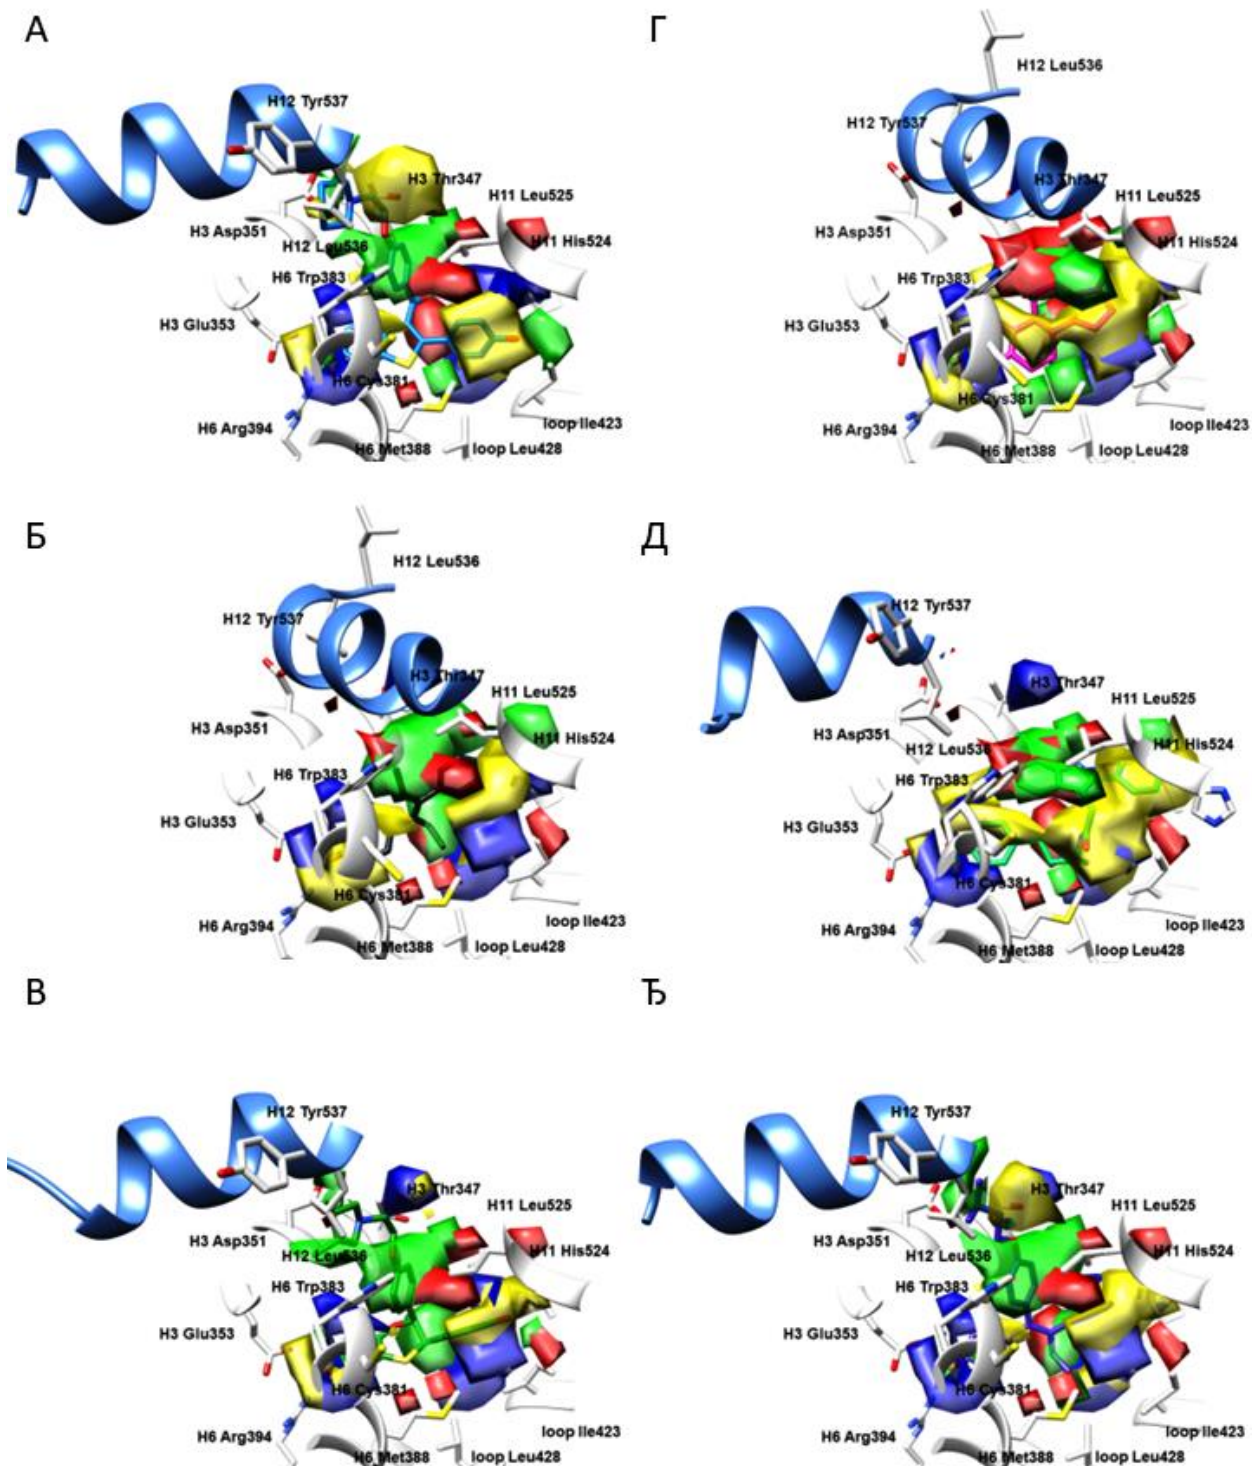 А
H12 Tyr537
H3 Thr347
H11 Leu525
H3 Asp351
H12 Leu536
H11 His524
H6 Trp383
H3 Glu353
H6 Cys381
H6 Arg394
H6 Met388
loop Leu428
loop Ile423
Г
H12 Leu536
H12 Tyr537
H3 Thr347
H11 Leu525
H3 Asp351
H11 His524
H6 Trp383
H3 Glu353
H6 Cys381
H6 Arg394
H6 Met388
loop Leu428
loop Ile423
Б
H12 Leu536
H12 Tyr537
H3 Thr347
H11 Leu525
H3 Asp351
H11 His524
H6 Trp383
H3 Glu353
H6 Cys381
H6 Arg394
H6 Met388
loop Leu428
loop Ile423
Д
H12 Tyr537
H3 Thr347
H11 Leu525
H3 Asp351
H12 Leu536
H11 His524
H6 Trp383
H3 Glu353
H6 Cys381
H6 Arg394
H6 Met388
loop Leu428
loop Ile423
В
H12 Tyr537
H3 Thr347
H11 Leu525
H3 Asp351
H12 Leu536
H11 His524
H6 Trp383
H3 Glu353
H6 Cys381
H6 Arg394
H6 Met388
loop Leu428
loop Ile423
Ђ
H12 Tyr537
H3 Thr347
H11 Leu525
H3 Asp351
H12 Leu536
H11 His524
H6 Trp383
H3 Glu353
H6 Cys381
H6 Arg394
H6 Met388
loop Leu428
loop Ile423